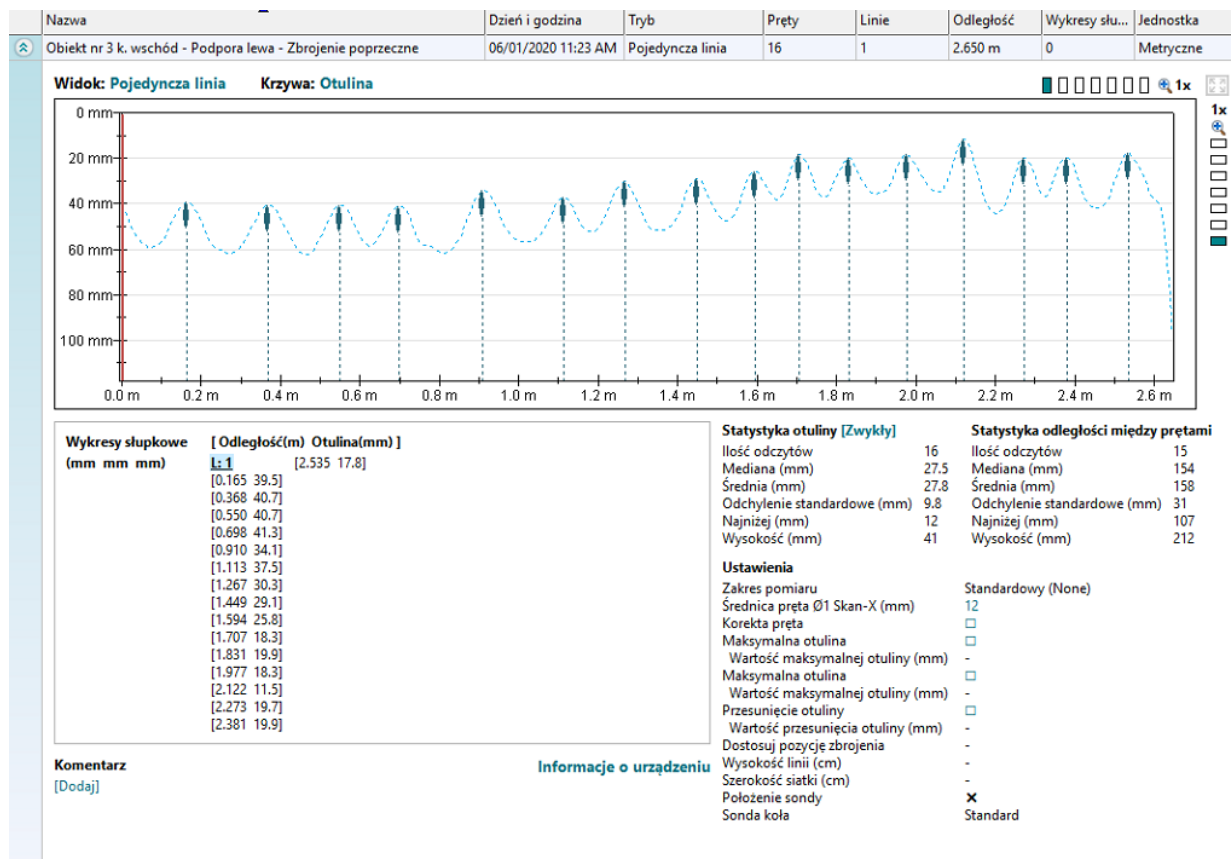 Nazwa Dzień i godzina Tryb Pręty Linie Odległość Wykresy słu... Jednostka
Obiekt nr 3 k. wschód - Podpora lewa - Zbrojenie poprzeczne 06/01/2020 11:23 AM Pojedyncza linia 16 1 2.650 m 0 Metryczne
Widok: Pojedyncza linia Krzywa: Otulina 1x
1x
0 mm
20 mm
40 mm
60 mm
80 mm
100 mm
0.0 m 0.2 m 0.4 m 0.6 m 0.8 m 1.0 m 1.2 m 1.4 m 1.6 m 1.8 m 2.0 m 2.2 m 2.4 m 2.6 m
Wykresy słupkowe [ Odległość(m) Otulina(mm) ]
(mm mm mm) L: 1 [2.535 17.8]
[0.165 39.5]
[0.368 40.7]
[0.550 40.7]
[0.698 41.3]
[0.910 34.1]
[1.113 37.5]
[1.267 30.3]
[1.449 29.1]
[1.594 25.8]
[1.707 18.3]
[1.831 19.9]
[1.977 18.3]
[2.122 11.5]
[2.273 19.7]
[2.381 19.9]
Komentarz
[Dodaj]
Informacje o urządzeniu
Statystyka otuliny [Zwykły]
Ilość odczytów 16
Mediana (mm) 27.5
Średnia (mm) 27.8
Odchylenie standardowe (mm) 9.8
Najniżej (mm) 12
Wysokość (mm) 41
Statystyka odległości między prętami
Ilość odczytów 15
Mediana (mm) 154
Średnia (mm) 158
Odchylenie standardowe (mm) 31
Najniżej (mm) 107
Wysokość (mm) 212
Ustawienia
Zakres pomiaru Standardowy (None)
Średnica pręta Ø1 Skan-X (mm) 12
Korekta pręta
Maksymalna otulina
Wartość maksymalnej otuliny (mm) -
Maksymalna otulina
Wartość maksymalnej otuliny (mm) -
Przesunięcie otuliny
Wartość przesunięcia otuliny (mm) -
Dostosuj pozycję zbrojenia -
Wysokość linii (cm) -
Szerokość siatki (cm) -
Położenie sondy ×
Sonda koła Standard